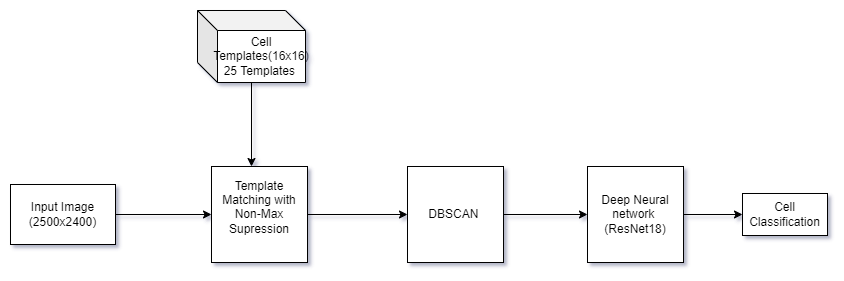 Cell
Templates(16x16)
25 Templates
Input Image
(2500x2400)
Template
Matching with
Non-Max
Supression
DBSCAN
Deep Neural
network
(ResNet18)
Cell
Classification